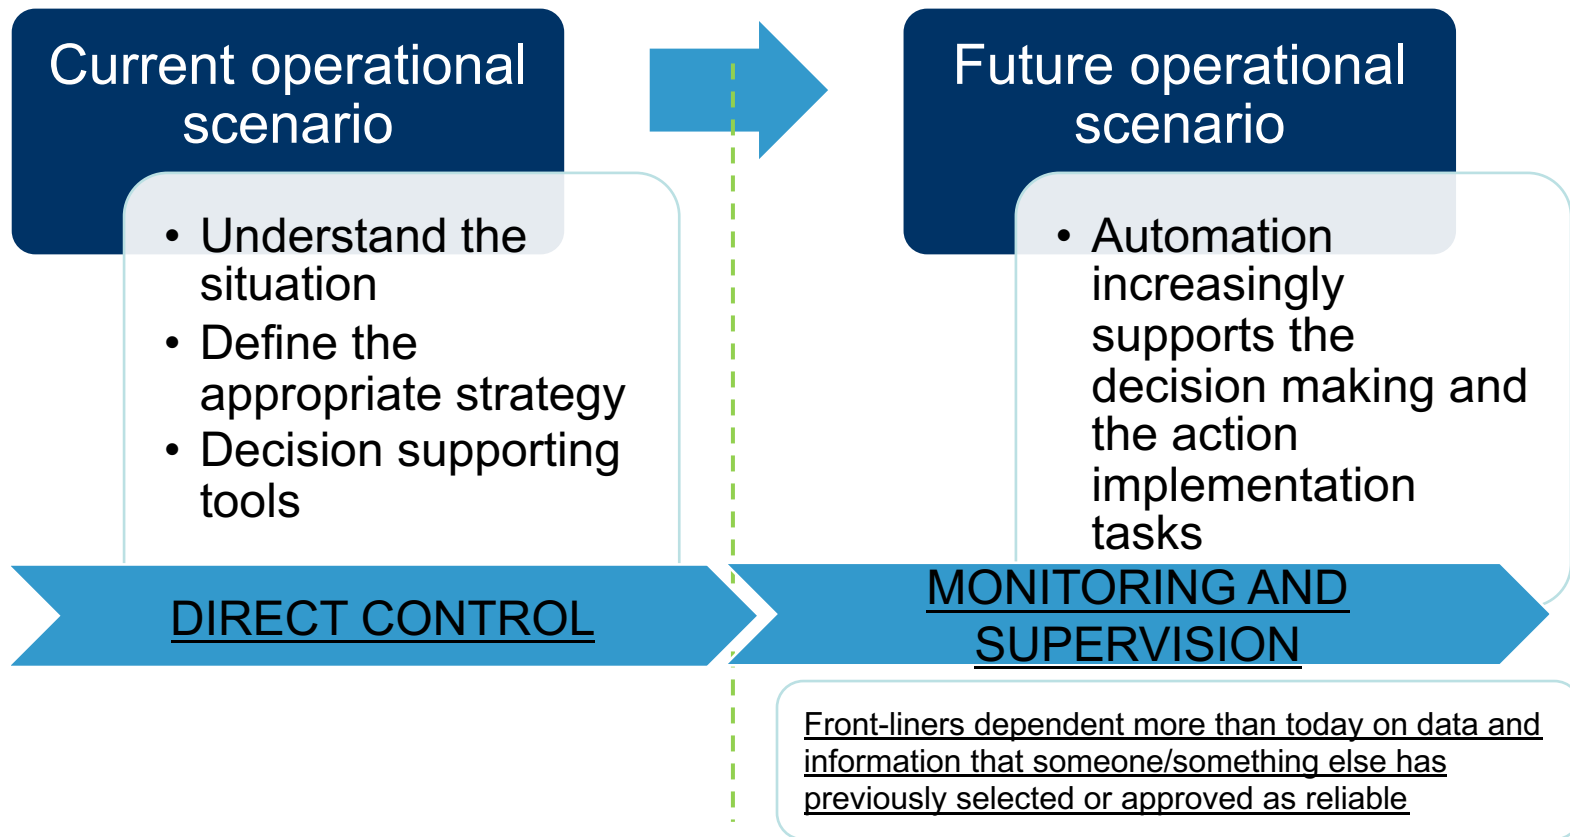 Current operational
scenario
• Understand the
situation
• Define the
appropriate strategy
• Decision supporting
tools
DIRECT CONTROL
Future operational
scenario
• Automation
increasingly
supports the
decision making and
the action
implementation
tasks
MONITORING AND
SUPERVISION
Front-liners dependent more than today on data and
information that someone/something else has
previously selected or approved as reliable